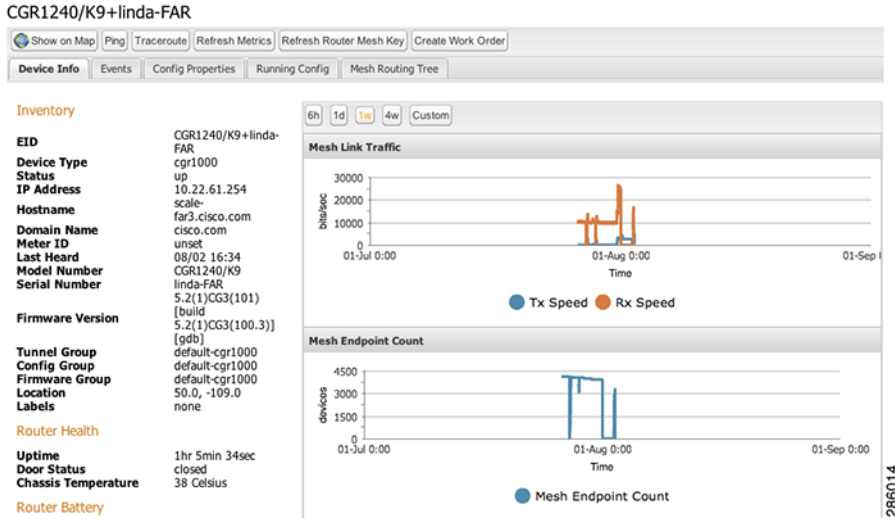 CGR1240/K9+linda-FAR
Show on Map Ping Traceroute Refresh Metrics Refresh Router Mesh Key Create Work Order
Device Info Events Config Properties Running Config Mesh Routing Tree
Inventory
EID CGR1240/K9+linda-
FAR
Device Type cgr1000
Status up
IP Address 10.22.61.254
Hostname scale-
far3.cisco.com
Domain Name cisco.com
Meter ID unset
Last Heard 08/02 16:34
Model Number CGR1240/K9
Serial Number linda-FAR
Firmware Version 5.2(1)CG3(101)
[build
5.2(1)CG3(100.3)]
[gdb]
Tunnel Group default-cgr1000
Config Group default-cgr1000
Firmware Group default-cgr1000
Location 50.0, -109.0
Labels none
Router Health
Uptime 1hr 5min 34sec
Door Status closed
Chassis Temperature 38 Celsius
Router Battery
6h 1d 1w 4w Custom
Mesh Link Traffic
bits/sec
30000
20000
10000
0
01-Jul 0:00 01-Aug 0:00 01-Sep
Time
Tx Speed Rx Speed
Mesh Endpoint Count
devices
4500
3000
1500
0
01-Jul 0:00 01-Aug 0:00 01-Sep 0:00
Time
Mesh Endpoint Count
286014